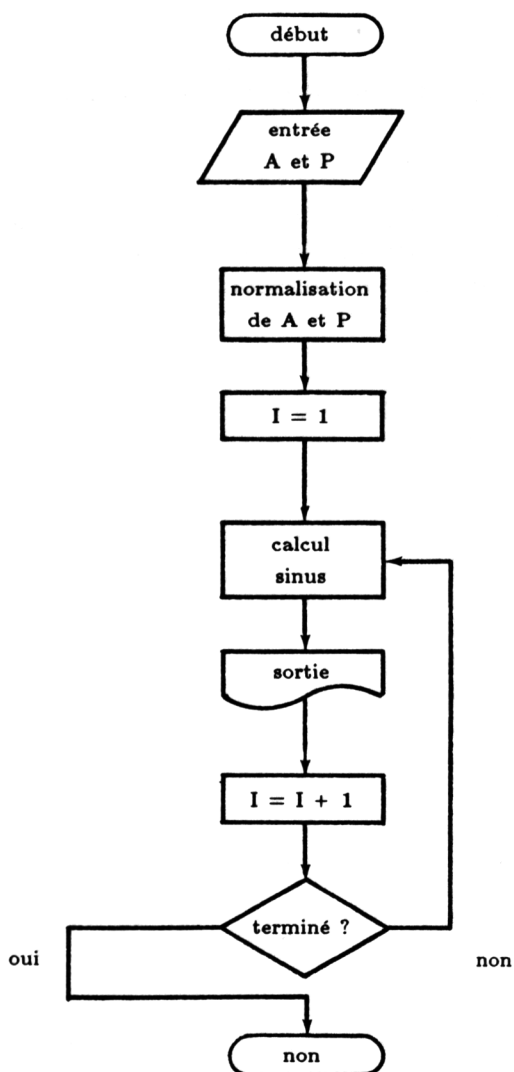 début
entrée
A et P
normalisation
de A et P
I = 1
calcul
sinus
sortie
I = I + 1
terminé ?
oui
non
non